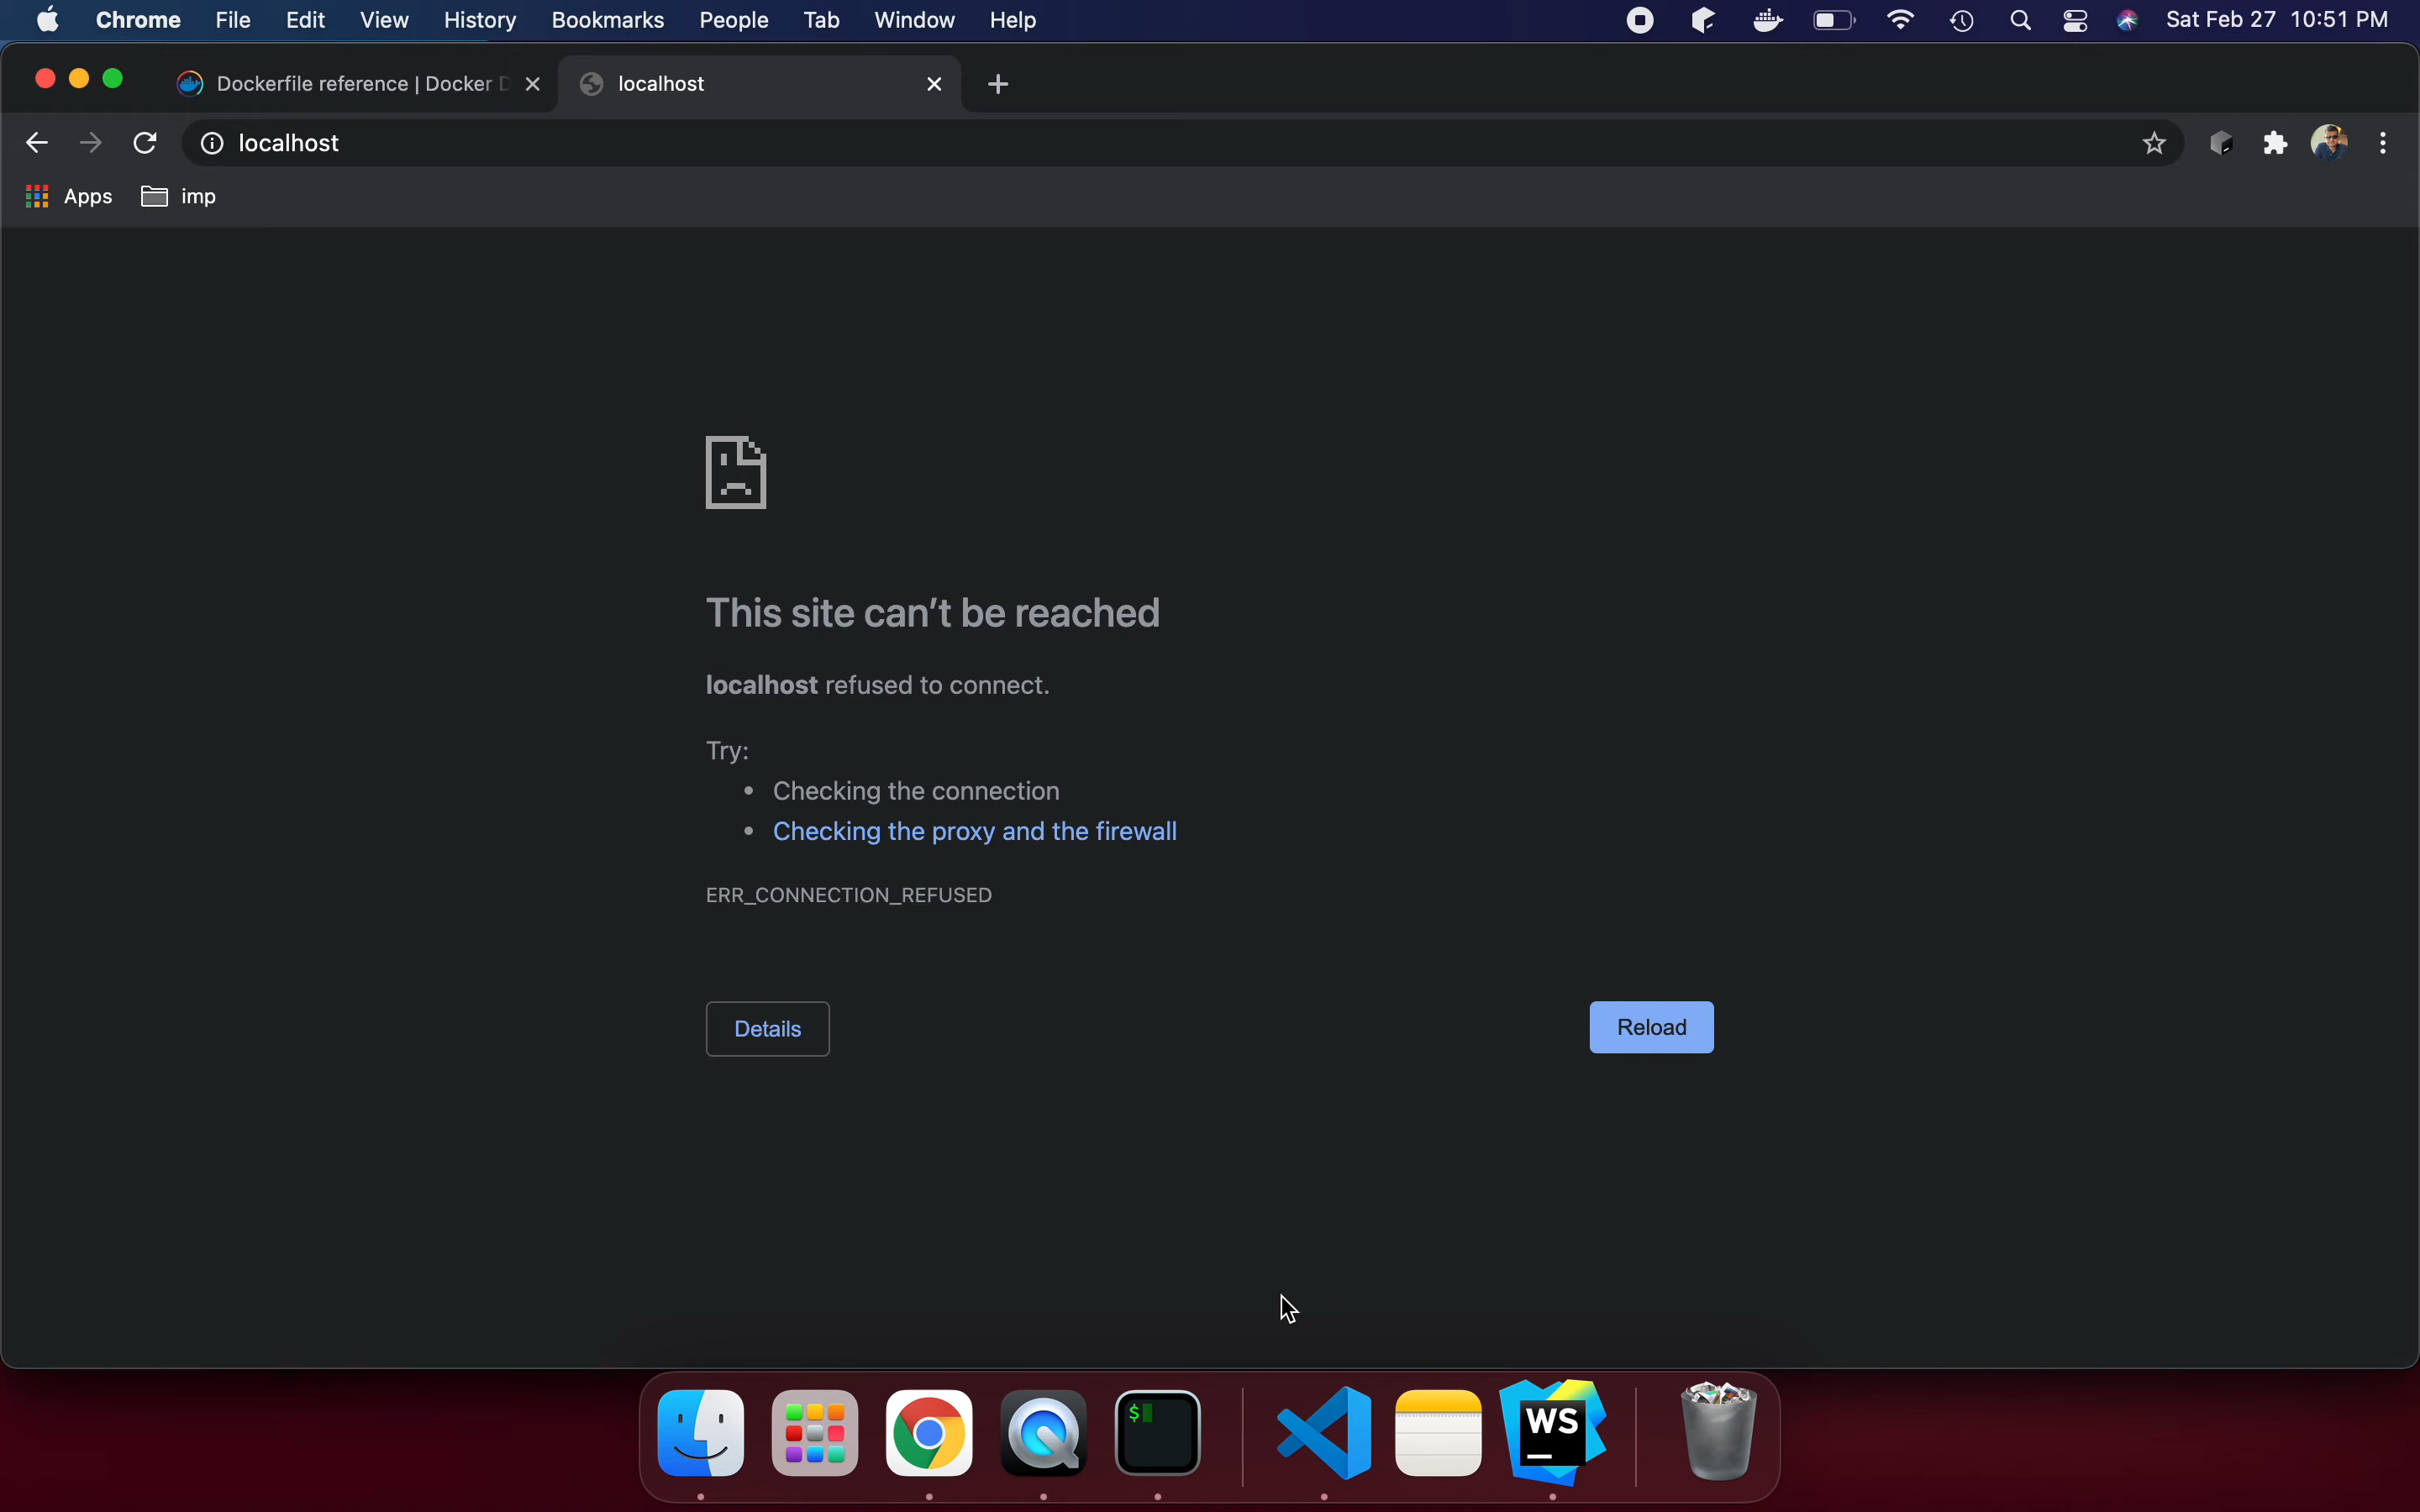 Chrome File Edit View History Bookmarks People Tab Window Help Sat Feb 27 10:51 PM
Dockerfile reference | Docker D localhost
localhost
Apps imp
This site can’t be reached
localhost refused to connect.
Try:
• Checking the connection
• Checking the proxy and the firewall
ERR_CONNECTION_REFUSED
Details Reload
$ WS